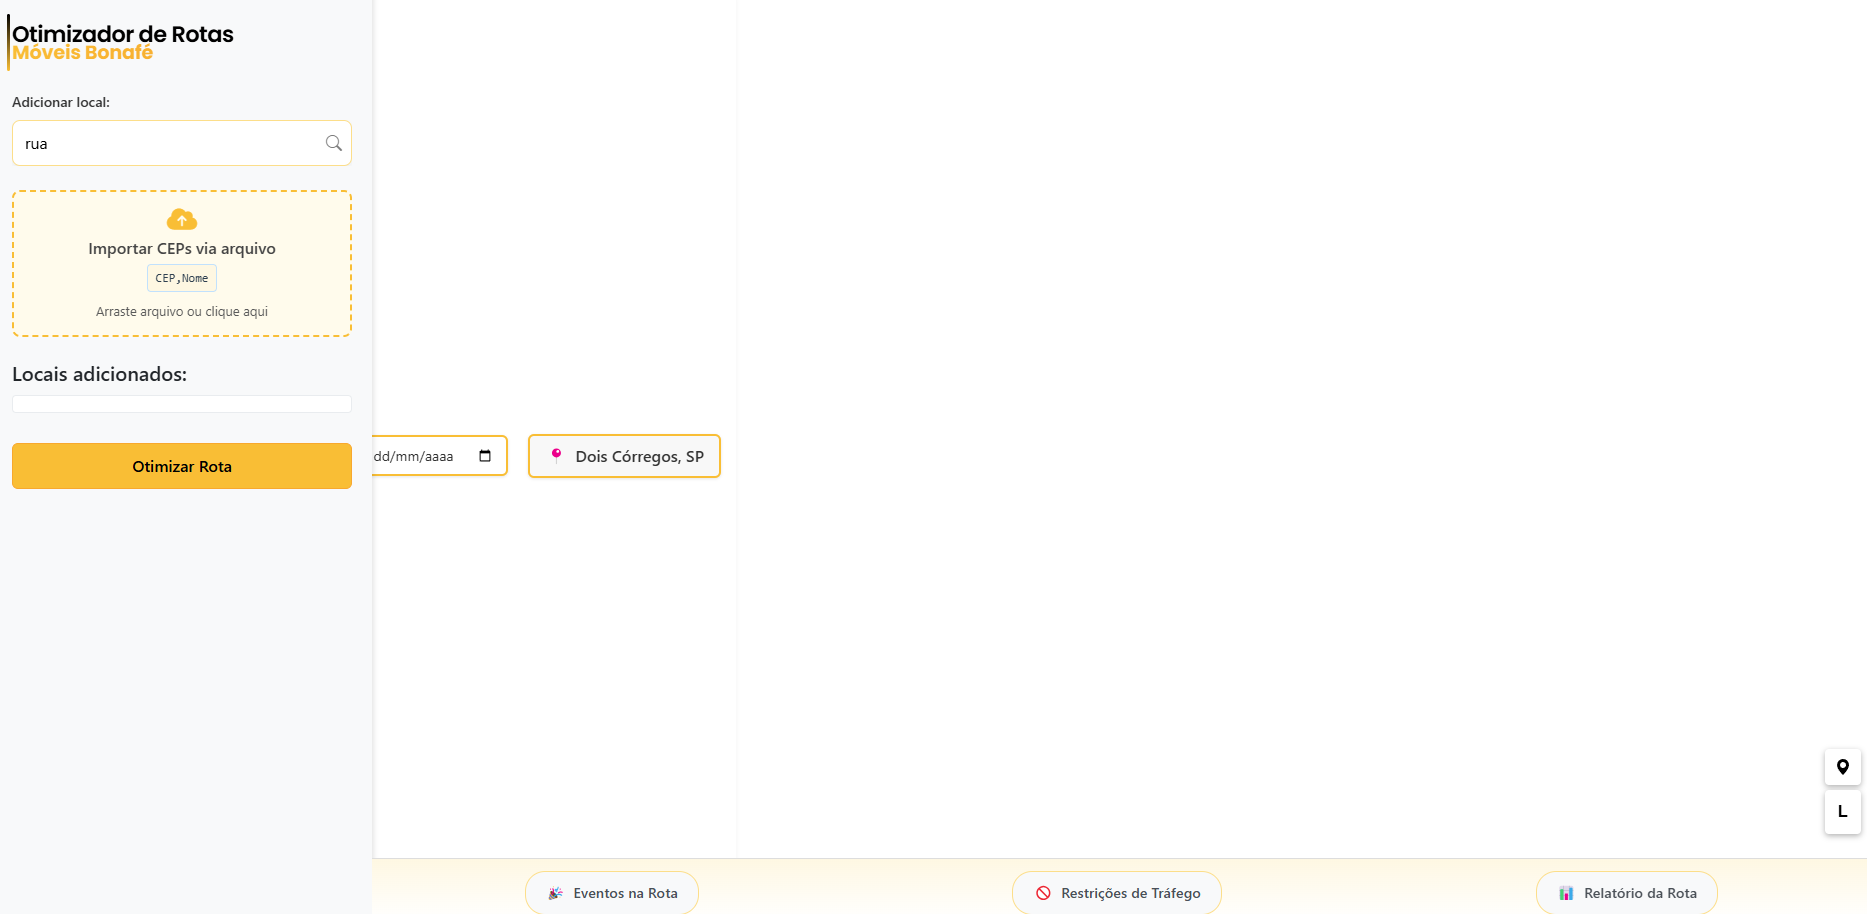 Otimizador de Rotas
Móveis Bonafé
Adicionar local:
rua
Importar CEPs via arquivo
CEP,Nome
Arraste arquivo ou clique aqui
Locais adicionados:
Otimizar Rota
dd/mm/aaaa
Dois Córregos, SP
L
Eventos na Rota
Restrições de Tráfego
Relatório da Rota